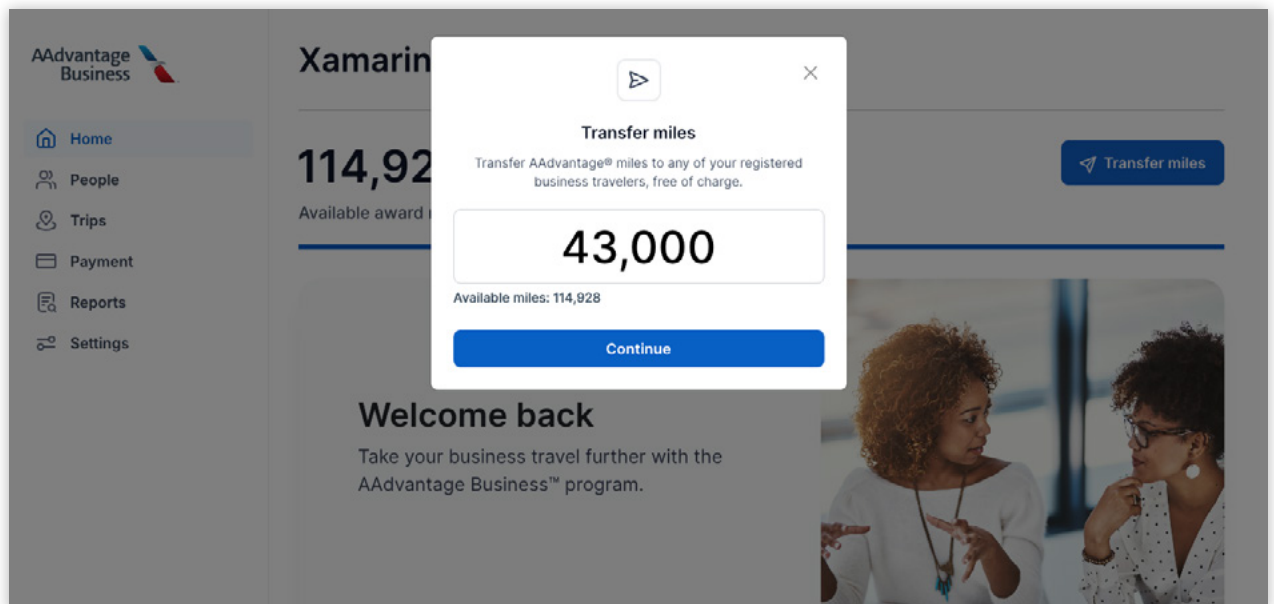 AAdvantage
Business
Home
People
Trips
Payment
Reports
Settings
Xamarin
114,92
Available award
Transfer miles
Transfer miles
Transfer AAdvantage® miles to any of your registered
business travelers, free of charge.
43,000
Available miles: 114,928
Continue
Welcome back
Take your business travel further with the
AAdvantage Business™ program.